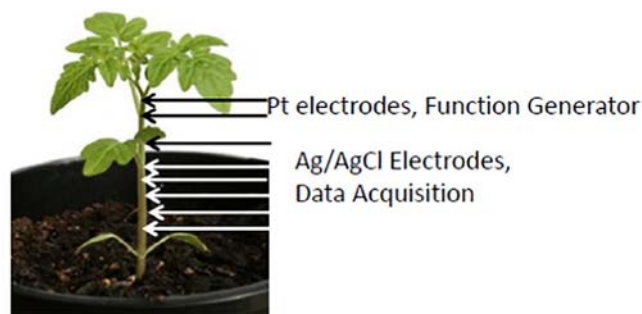 Pt electrodes, Function Generator
Ag/AgCl Electrodes,
Data Acquisition